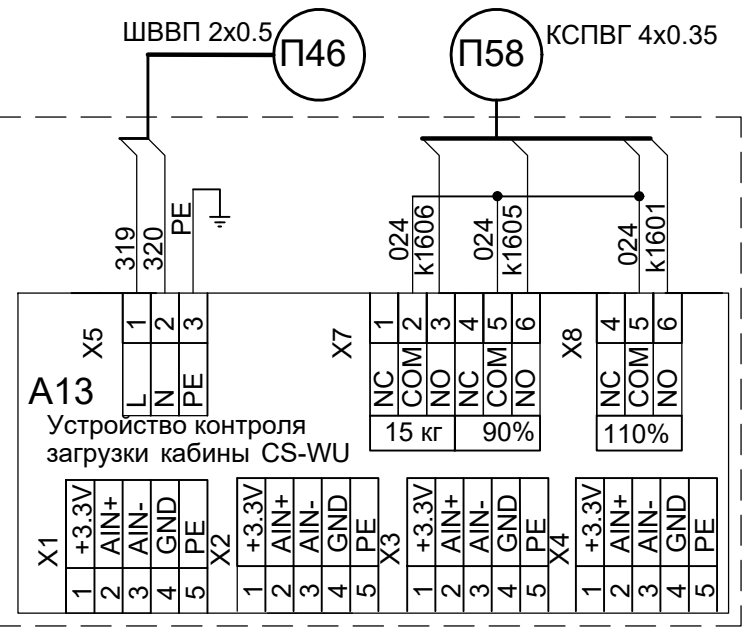 ШВВП 2x0.5
П46
П58
КСПВГ 4x0.35
319
320
PE
024
k1606
024
k1605
024
k1601
X5
1
2
3
L
N
PE
X7
1
2
3
4
5
6
NC
COM
NO
NC
COM
NO
15 кг
90%
X8
4
5
6
NC
COM
NO
110%
A13
Устройство контроля
загрузки кабины CS-WU
X1
+3.3V
AIN+
AIN-
GND
PE
1
2
3
4
5
X2
+3.3V
AIN+
AIN-
GND
PE
1
2
3
4
5
X3
+3.3V
AIN+
AIN-
GND
PE
1
2
3
4
5
X4
+3.3V
AIN+
AIN-
GND
PE
1
2
3
4
5